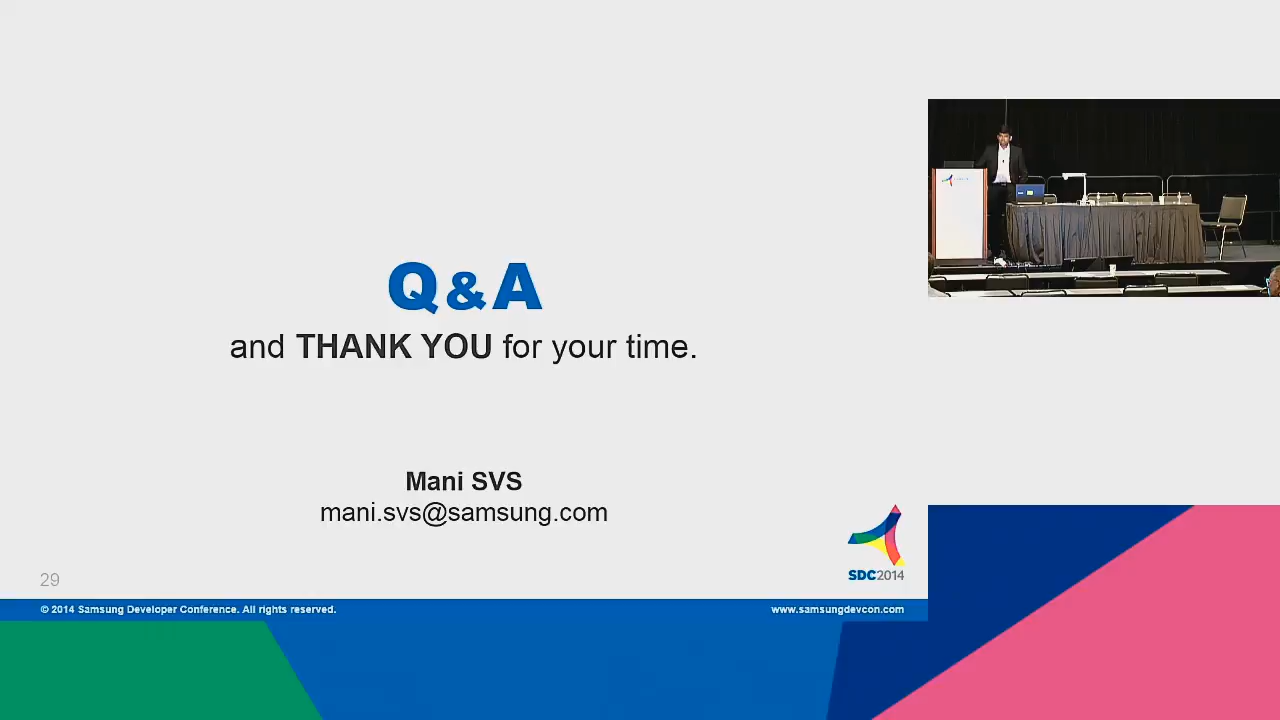 Q & A
and THANK YOU for your time.
Mani SVS
mani.svs@samsung.com
SDC2014
29
© 2014 Samsung Developer Conference. All rights reserved.
www.samsungdevcon.com